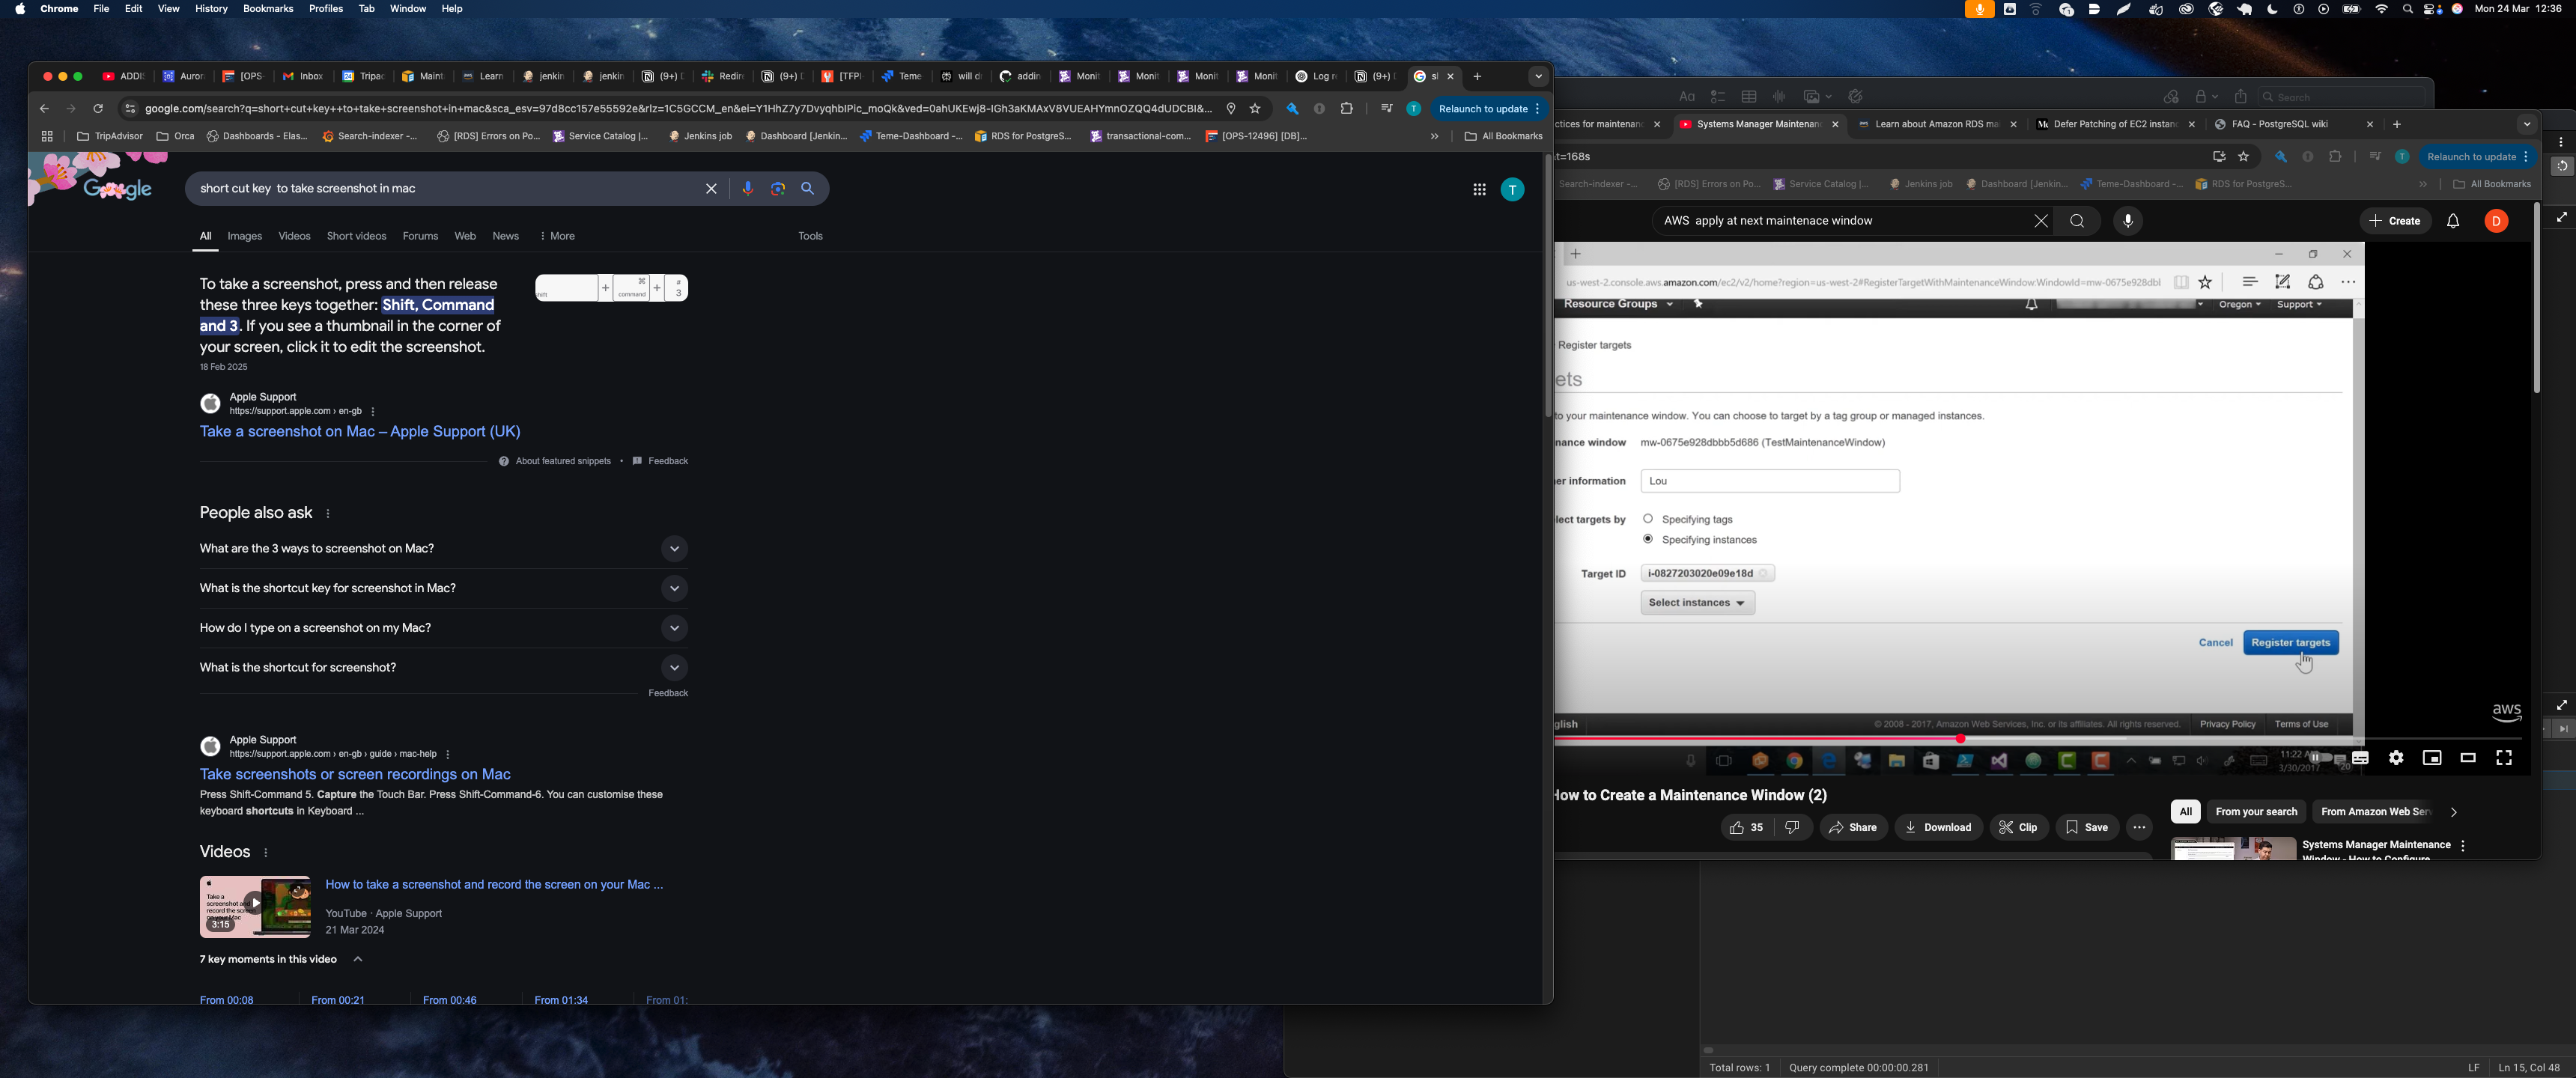 Chrome File Edit View History Bookmarks Profiles Tab Window Help
Mon 24 Mar 12:36
ADDI Auror [OPS- Inbox Tripac Maint Learn jenkin jenkin (9+) Redire (9+) [TFPI Teme will d addin Monit Monit Monit Monit Log r (9+)
google.com/search?q=short+cut+key++to+take+screenshot+in+mac&sca_esv=97d8cc157e55592e&rlz=1C5GCCM_en&ei=Y1HhZ7y7DvyqhbIPic_moQk&ved=0ahUKEwj8-IGh3aKMAxV8VUEAHYmnOZQQ4dUDCBI&...
T
Relaunch to update
TripAdvisor Orca Dashboards - Elas... Search-indexer -... [RDS] Errors on Po... Service Catalog |... Jenkins job Dashboard [Jenkin... Teme-Dashboard -... RDS for PostgreS... transactional-com... [OPS-12496] [DB]... » All Bookmarks
Google
short cut key to take screenshot in mac
T
All Images Videos Short videos Forums Web News More Tools
To take a screenshot, press and then release
these three keys together: Shift, Command
and 3. If you see a thumbnail in the corner of
your screen, click it to edit the screenshot.
18 Feb 2025
shift + ⌘ command + # 3
Apple Support
https://support.apple.com › en-gb
Take a screenshot on Mac – Apple Support (UK)
About featured snippets • Feedback
People also ask
What are the 3 ways to screenshot on Mac?
What is the shortcut key for screenshot in Mac?
How do I type on a screenshot on my Mac?
What is the shortcut for screenshot?
Feedback
Apple Support
https://support.apple.com › en-gb › guide › mac-help
Take screenshots or screen recordings on Mac
Press Shift-Command 5. Capture the Touch Bar. Press Shift-Command-6. You can customise these
keyboard shortcuts in Keyboard ...
Videos
Take a
screenshot and
record the screen
on your Mac
3:15
How to take a screenshot and record the screen on your Mac ...
YouTube · Apple Support
21 Mar 2024
7 key moments in this video
From 00:08 From 00:21 From 00:46 From 01:34 From 01:
Aa
Search
ctices for maintenan Systems Manager Maintenan Learn about Amazon RDS ma Defer Patching of EC2 instanc FAQ - PostgreSQL wiki
&t=168s
T
Relaunch to update
Search-indexer -... [RDS] Errors on Po... Service Catalog |... Jenkins job Dashboard [Jenkin... Teme-Dashboard -... RDS for PostgreS... » All Bookmarks
AWS apply at next maintenace window
Create
D
us-west-2.console.aws.amazon.com/ec2/v2/home?region=us-west-2#RegisterTargetWithMaintenanceWindow:WindowId=mw-0675e928dbl
Resource Groups Oregon Support
Register targets
ets
to your maintenance window. You can choose to target by a tag group or managed instances.
nance window mw-0675e928dbbb5d686 (TestMaintenanceWindow)
er information Lou
lect targets by Specifying tags
Specifying instances
Target ID i-0827203020e09e18d
Select instances
Cancel Register targets
aws
glish © 2008 - 2017, Amazon Web Services, Inc. or its affiliates. All rights reserved. Privacy Policy Terms of Use
11:22 A
3/30/2017
20
How to Create a Maintenance Window (2)
35 Share Download Clip Save
All From your search From Amazon Web Serv
Systems Manager Maintenance
Window - How to Configure
Total rows: 1 Query complete 00:00:00.281 LF Ln 15, Col 48